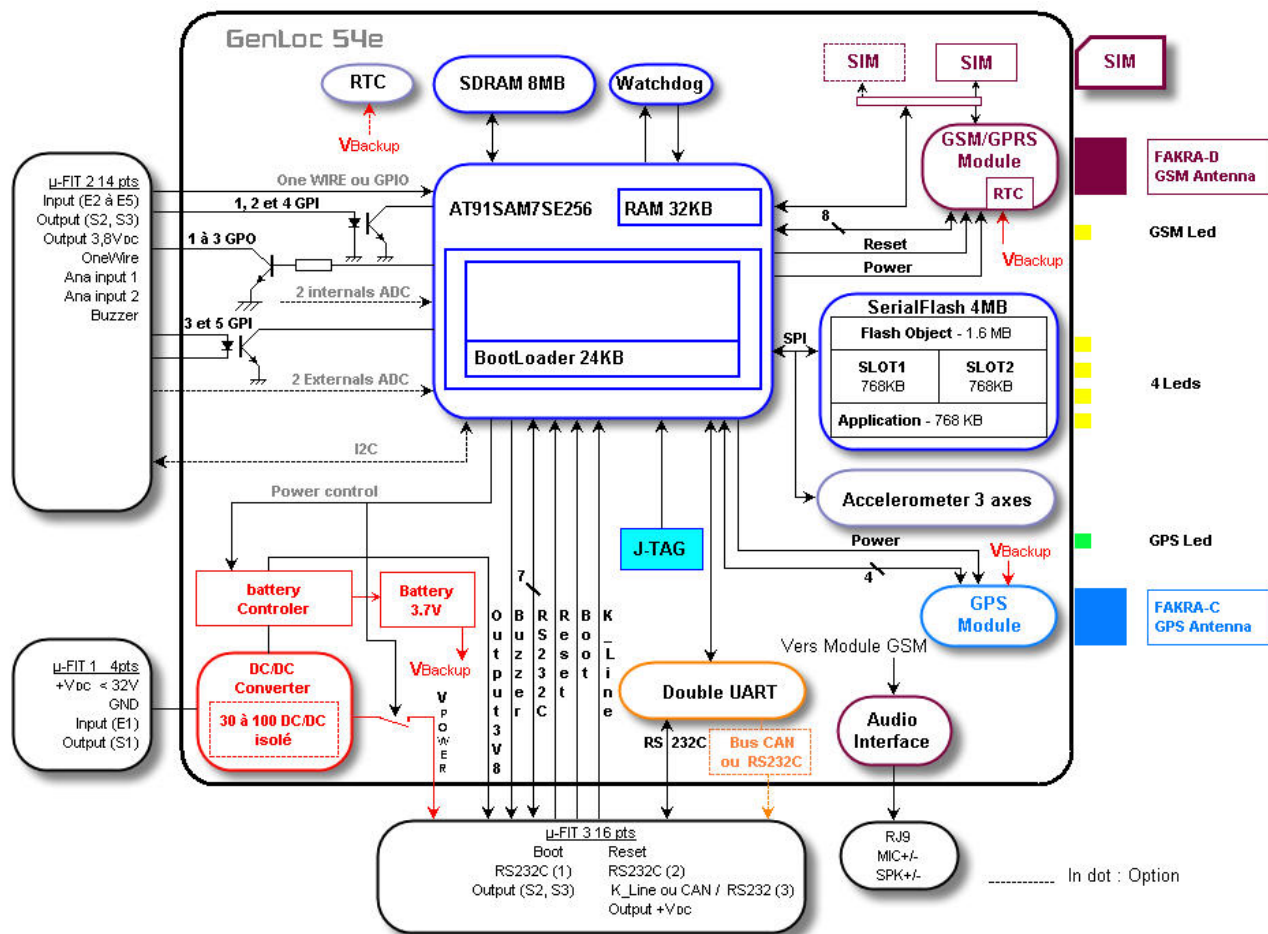 GenLoc 54e
RTC
VBackup
SDRAM 8MB
Watchdog
SIM
SIM
SIM
GSM/GPRS
Module
RTC
VBackup
FAKRA-D
GSM Antenna
GSM Led
µ-FIT 2 14 pts
Input (E2 à E5)
Output (S2, S3)
Output 3,8VDC
OneWire
Ana input 1
Ana input 2
Buzzer
One WIRE ou GPIO
1, 2 et 4 GPI
1 à 3 GPO
2 internals ADC
3 et 5 GPI
2 Externals ADC
I2C
Power control
AT91SAM7SE256
RAM 32KB
BootLoader 24KB
8
Reset
Power
SPI
SerialFlash 4MB
Flash Object - 1.6 MB
SLOT1
768KB
SLOT2
768KB
Application - 768 KB
4 Leds
Accelerometer 3 axes
J-TAG
Power
4
VBackup
GPS Led
GPS
Module
FAKRA-C
GPS Antenna
battery
Controler
Battery
3.7V
VBackup
µ-FIT 1 4pts
+VDC < 32V
GND
Input (E1)
Output (S1)
DC/DC
Converter
30 à 100 DC/DC
isolé
VPOWER
Output3V8
Buzzer
7
RS232C
Reset
Boot
K_Line
Double UART
RS 232C
Bus CAN
ou RS232C
Vers Module GSM
Audio
Interface
µ-FIT 3 16 pts
Boot Reset
RS232C (1) RS232C (2)
Output (S2, S3) K_Line ou CAN / RS232 (3)
Output +VDC
RJ9
MIC+/-
SPK+/-
In dot : Option